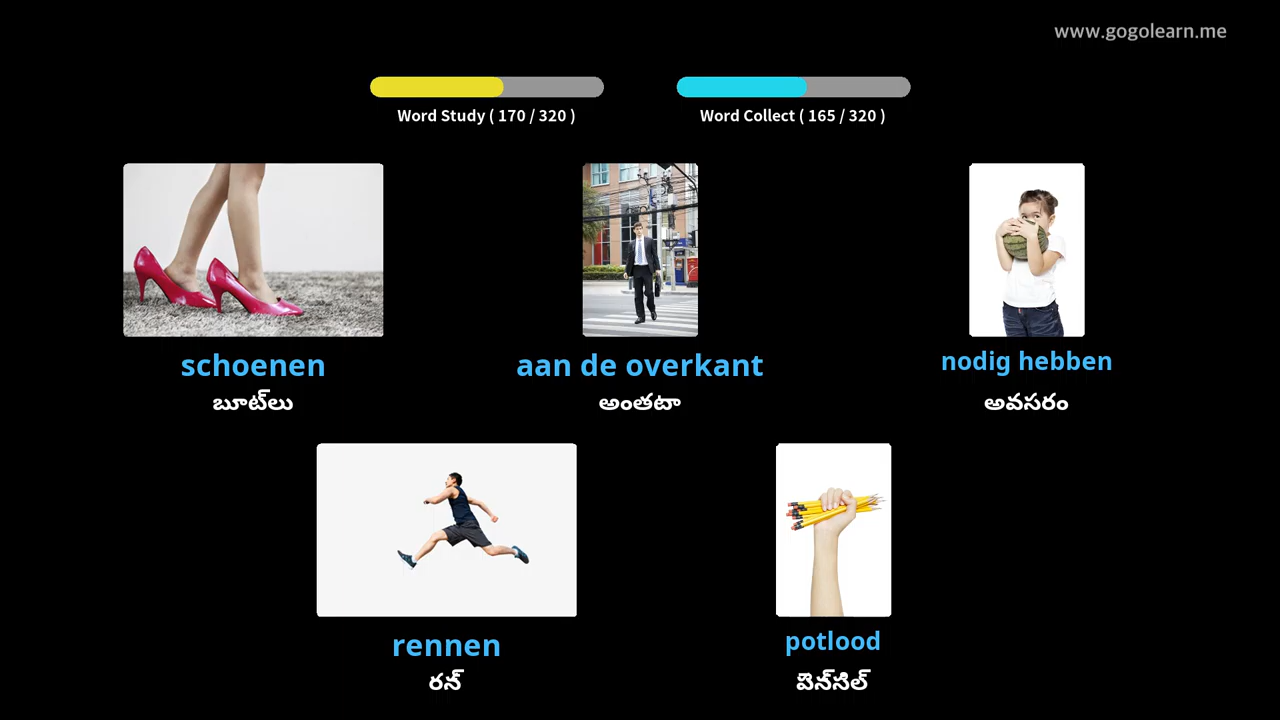 www.gogolearn.me
Word Study ( 170 / 320 )
Word Collect ( 165 / 320 )
schoenen
aan de overkant
nodig hebben
బూట్‌లు
అంతటా
అవసరం
rennen
potlood
రన్
పెన్‌సిల్